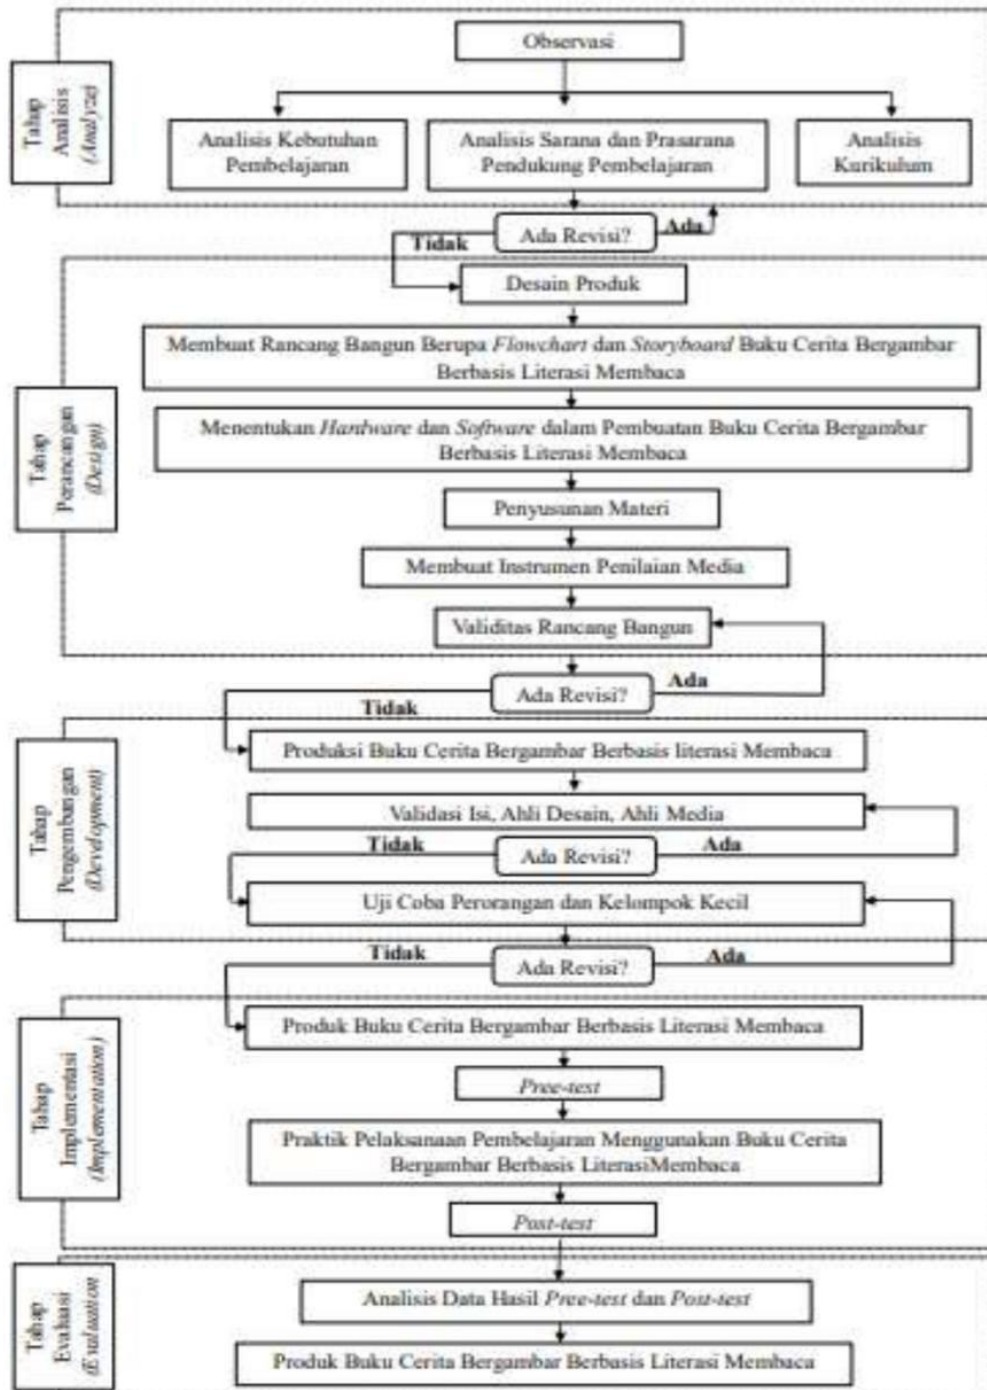 Observasi
Tahap
Analisis
(Analyze)
Analisis Kebutuhan
Pembelajaran
Analisis Sarana dan Prasarana
Pendukung Pembelajaran
Analisis
Kurikulum
Ada Revisi?
Ada
Tidak
Desain Produk
Membuat Rancang Bangun Berupa Flowchart dan Storyboard Buku Cerita Bergambar
Berbasis Literasi Membaca
Tahap
Perancangan
(Design)
Menentukan Hardware dan Software dalam Pembuatan Buku Cerita Bergambar
Berbasis Literasi Membaca
Penyusunan Materi
Membuat Instrumen Penilaian Media
Validitas Rancang Bangun
Ada Revisi?
Ada
Tidak
Produksi Buku Cerita Bergambar Berbasis literasi Membaca
Tahap
Pengembangan
(Development)
Validasi Isi, Ahli Desain, Ahli Media
Tidak
Ada Revisi?
Ada
Uji Coba Perorangan dan Kelompok Kecil
Tidak
Ada Revisi?
Ada
Produk Buku Cerita Bergambar Berbasis Literasi Membaca
Tahap
Implementasi
(Implementation)
Pree-test
Praktik Pelaksanaan Pembelajaran Menggunakan Buku Cerita
Bergambar Berbasis LiterasiMembaca
Post-test
Tahap
Evaluasi
(Evaluation
Analisis Data Hasil Pree-test dan Post-test
Produk Buku Cerita Bergambar Berbasis Literasi Membaca